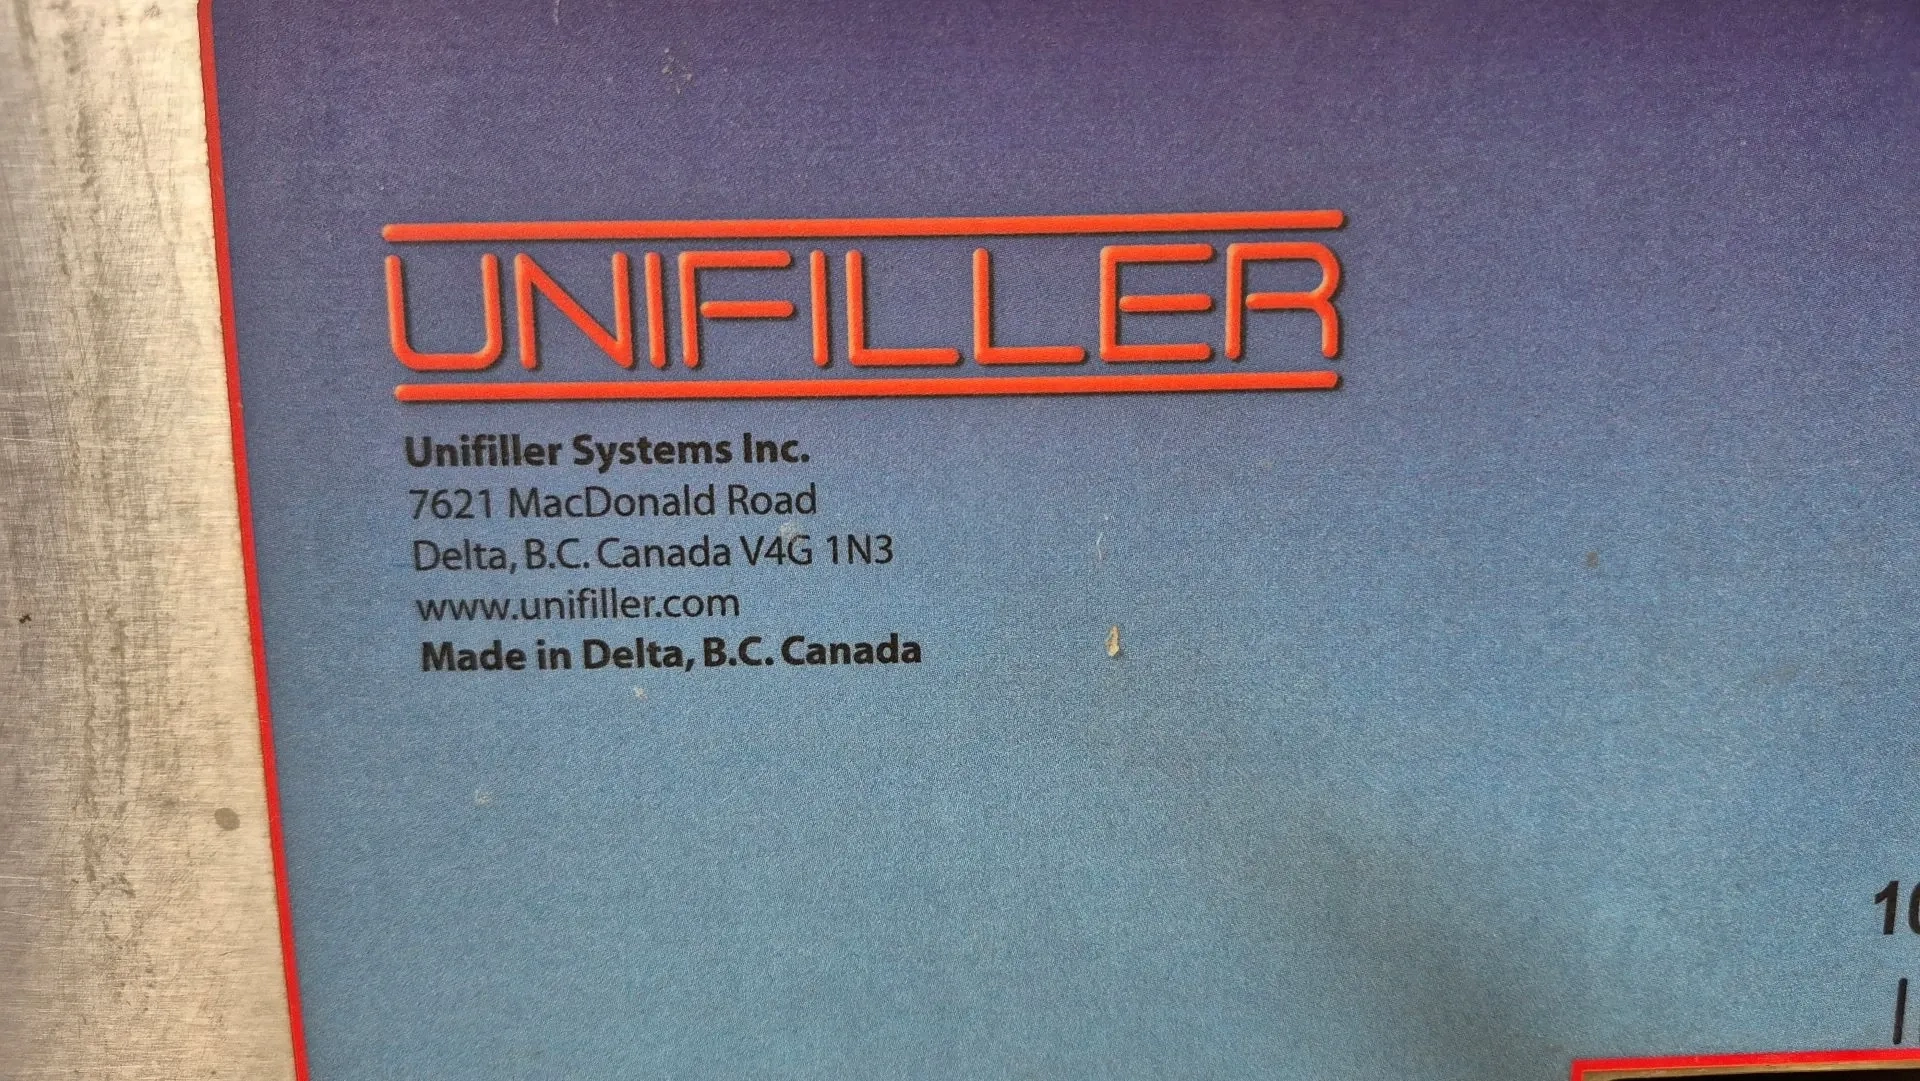 UNIFILLER
Unifiller Systems Inc.
7621 MacDonald Road
Delta, B.C. Canada V4G 1N3
www.unifiller.com
Made in Delta, B.C. Canada